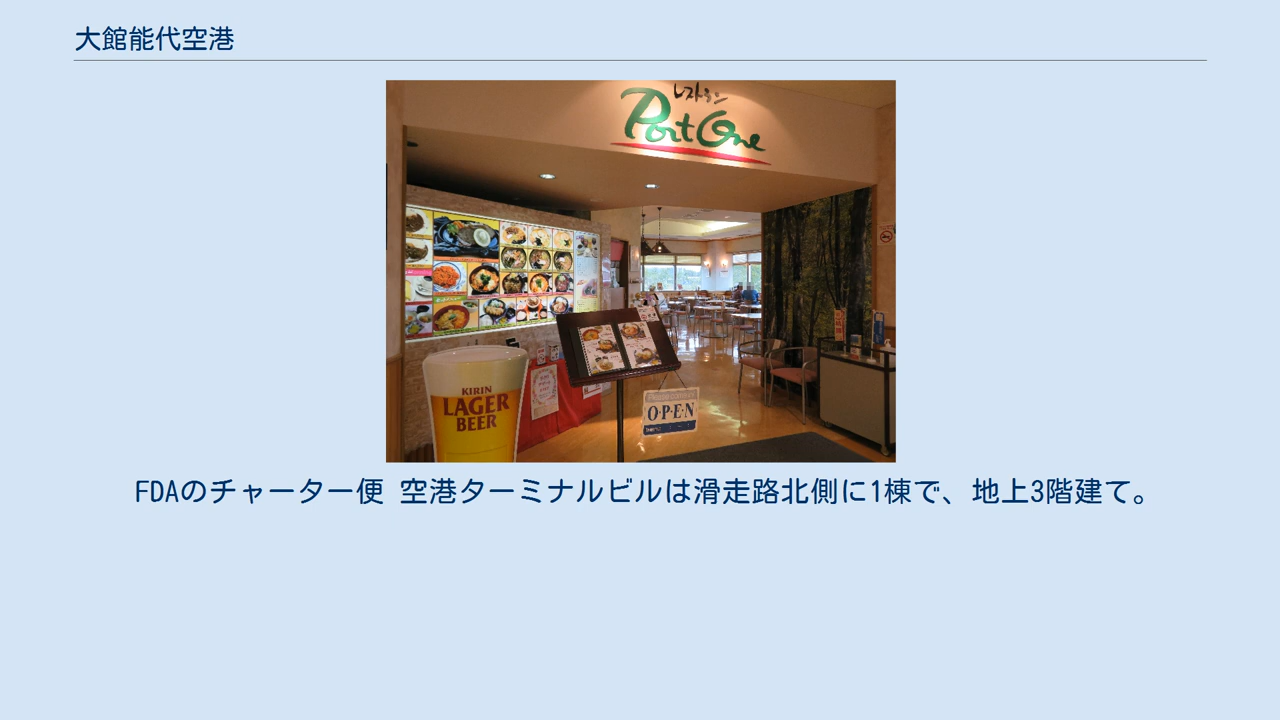 大館能代空港
レストラン
Port One
KIRIN
LAGER
BEER
OPEN
FDAのチャーター便 空港ターミナルビルは滑走路北側に1棟で、地上3階建て。